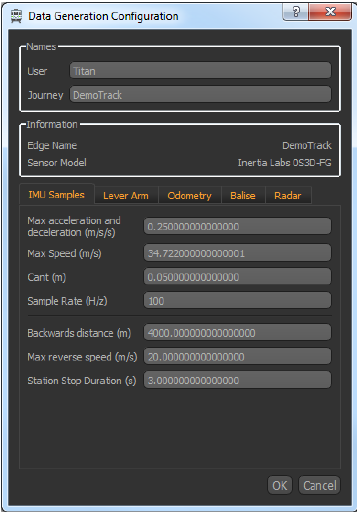 Data Generation Configuration
Names
User Titan
Journey DemoTrack
Information
Edge Name DemoTrack
Sensor Model Inertia Labs 0S3D-FG
IMU Samples Lever Arm Odometry Balise Radar
Max acceleration and
deceleration (m/s/s) 0.250000000000000
Max Speed (m/s) 34.722000000000001
Cant (m) 0.050000000000000
Sample Rate (H/z) 100
Backwards distance (m) 4000.000000000000000
Max reverse speed (m/s) 20.000000000000000
Station Stop Duration (s) 3.000000000000000
OK Cancel